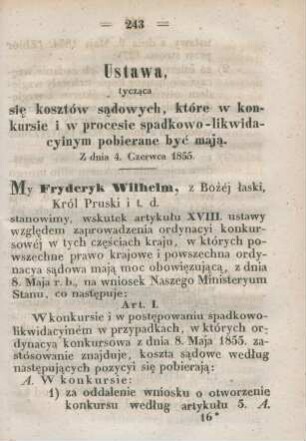 = 243 =
Ustawa,
tycząca
się kosztów sądowych, które w kon-
kursie i w procesie spadkowo-likwida-
cyinym pobierane być mają.
Z dnia 4. Czerwca 1855.
My Fryderyk Wilhelm, z Bożéj łaski,
Król Pruski i t. d.
stanowimy, wskutek artykułu XVIII. ustawy
względem zaprowadzenia ordynacyi konkur-
sowéj w tych częściach kraju, w których po-
wszechne prawo krajowe i powszechna ordy-
nacya sądowa mają moc obowięzującą, z dnia
8. Maja r. b., na wniosek Naszego Ministeryum
Stanu, co następuje:
Art. I.
W konkursie i w postępowaniu spadkowo-
likwidacyiném w przypadkach, w których or-
dynacya konkursowa z dnia 8. Maja 1855. za-
stósowanie znajduje, koszta sądowe według
następujących pozycyi się pobierają:
A. W konkursie:
1) za oddalenie wniosku o otworzenie
konkursu według artykułu 5. A.
16*